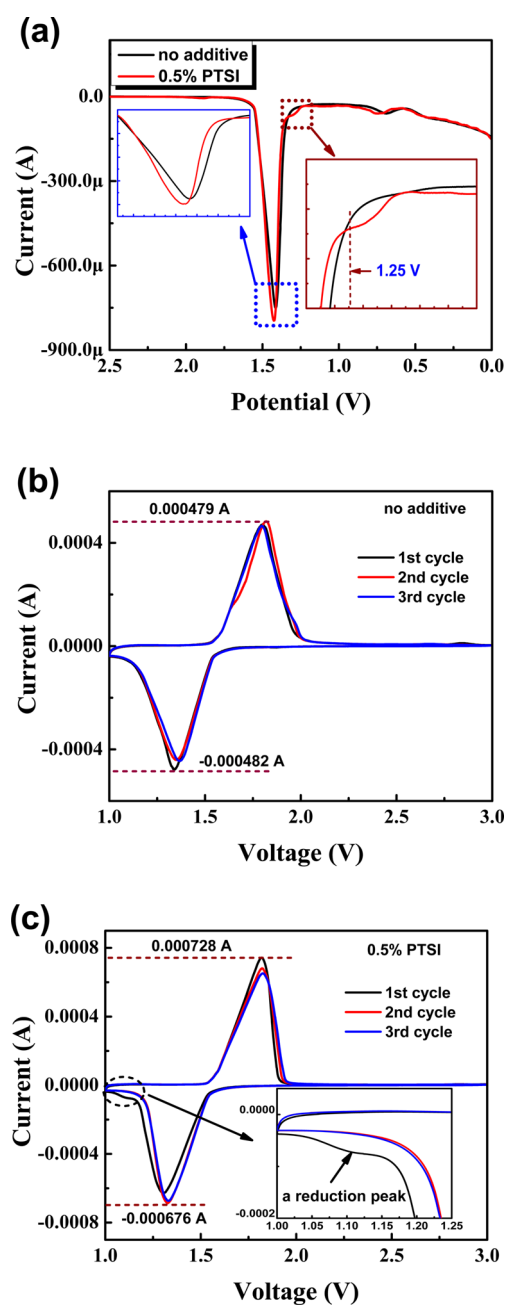 (a)
no additive
0.5% PTSI
0.0
-300.0μ
-600.0μ
-900.0μ
Current (A)
1.25 V
2.5 2.0 1.5 1.0 0.5 0.0
Potential (V)
(b)
0.000479 A
no additive
1st cycle
2nd cycle
3rd cycle
0.0004
0.0000
-0.0004
Current (A)
-0.000482 A
1.0 1.5 2.0 2.5 3.0
Voltage (V)
(c)
0.000728 A
0.5% PTSI
1st cycle
2nd cycle
3rd cycle
0.0008
0.0004
0.0000
-0.0004
-0.0008
Current (A)
0.0000
-0.0002
a reduction peak
1.00 1.05 1.10 1.15 1.20 1.25
-0.000676 A
1.0 1.5 2.0 2.5 3.0
Voltage (V)